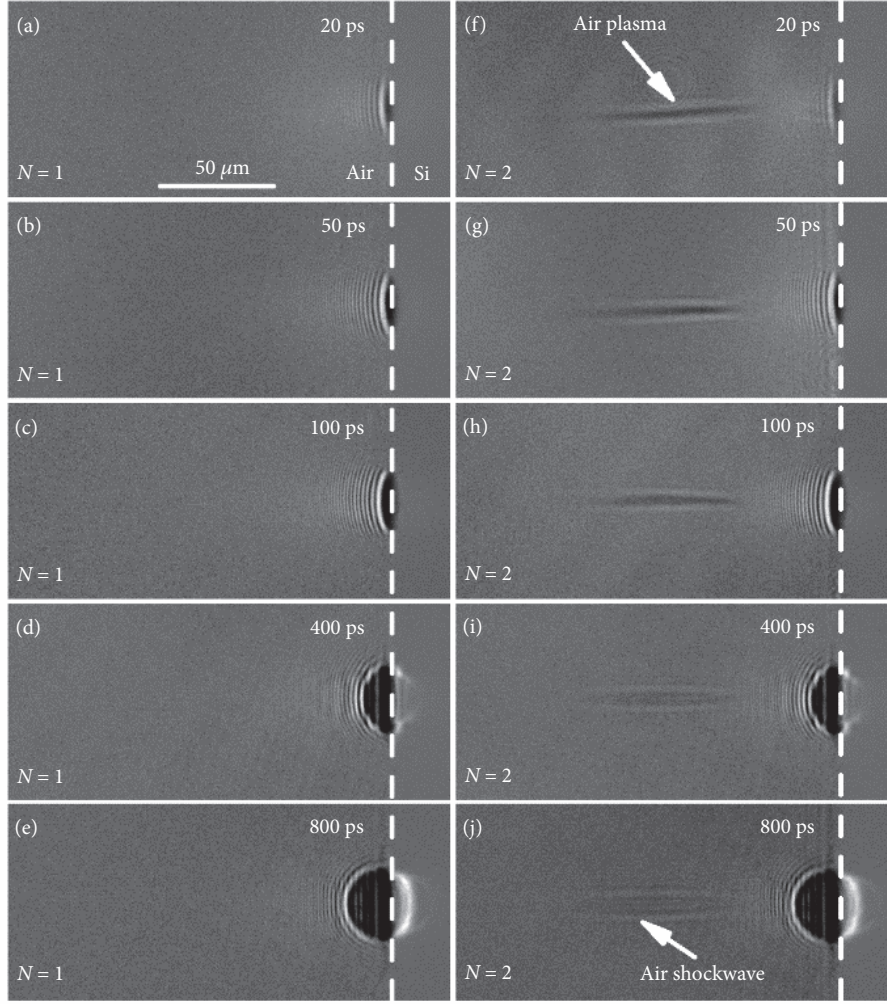 (a) 20 ps
50 μm
N = 1 Air Si
(f) Air plasma 20 ps
N = 2
(b) 50 ps
N = 1
(g) 50 ps
N = 2
(c) 100 ps
N = 1
(h) 100 ps
N = 2
(d) 400 ps
N = 1
(i) 400 ps
N = 2
(e) 800 ps
N = 1
(j) 800 ps
Air shockwave
N = 2